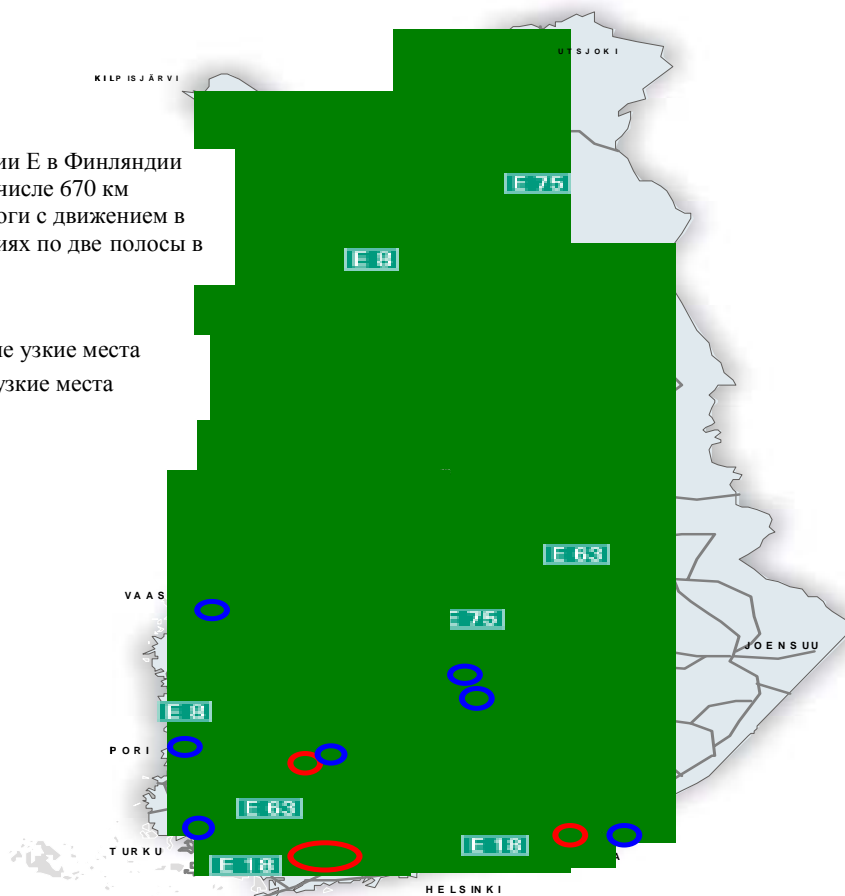 UTSJOKI
KILPISJÄRVI
ии Е в Финляндии
числе 670 км
оги с движением в
иях по две полосы в
E 75
E 8
ие узкие места
узкие места
E 63
VAAS
E 75
JOENSUU
E 8
PORI
E 63
E 18
TURKU
E 18
A
HELSINKI